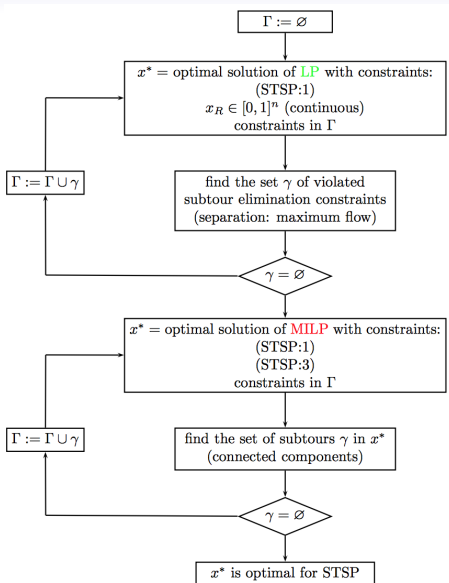 Γ := ∅
x* = optimal solution of LP with constraints:
(STSP:1)
x_R ∈ [0, 1]^n (continuous)
constraints in Γ
Γ := Γ ∪ γ
find the set γ of violated
subtour elimination constraints
(separation: maximum flow)
γ = ∅
x* = optimal solution of MILP with constraints:
(STSP:1)
(STSP:3)
constraints in Γ
Γ := Γ ∪ γ
find the set of subtours γ in x*
(connected components)
γ = ∅
x* is optimal for STSP